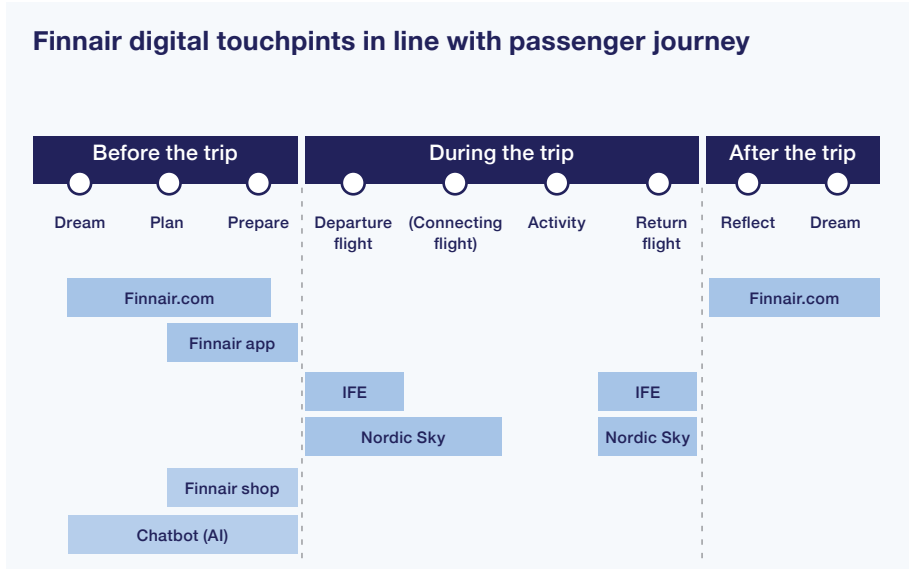 Finnair digital touchpints in line with passenger journey
Before the trip
During the trip
After the trip
Dream
Plan
Prepare
Departure
flight
(Connecting
flight)
Activity
Return
flight
Reflect
Dream
Finnair.com
Finnair.com
Finnair app
IFE
IFE
Nordic Sky
Nordic Sky
Finnair shop
Chatbot (AI)